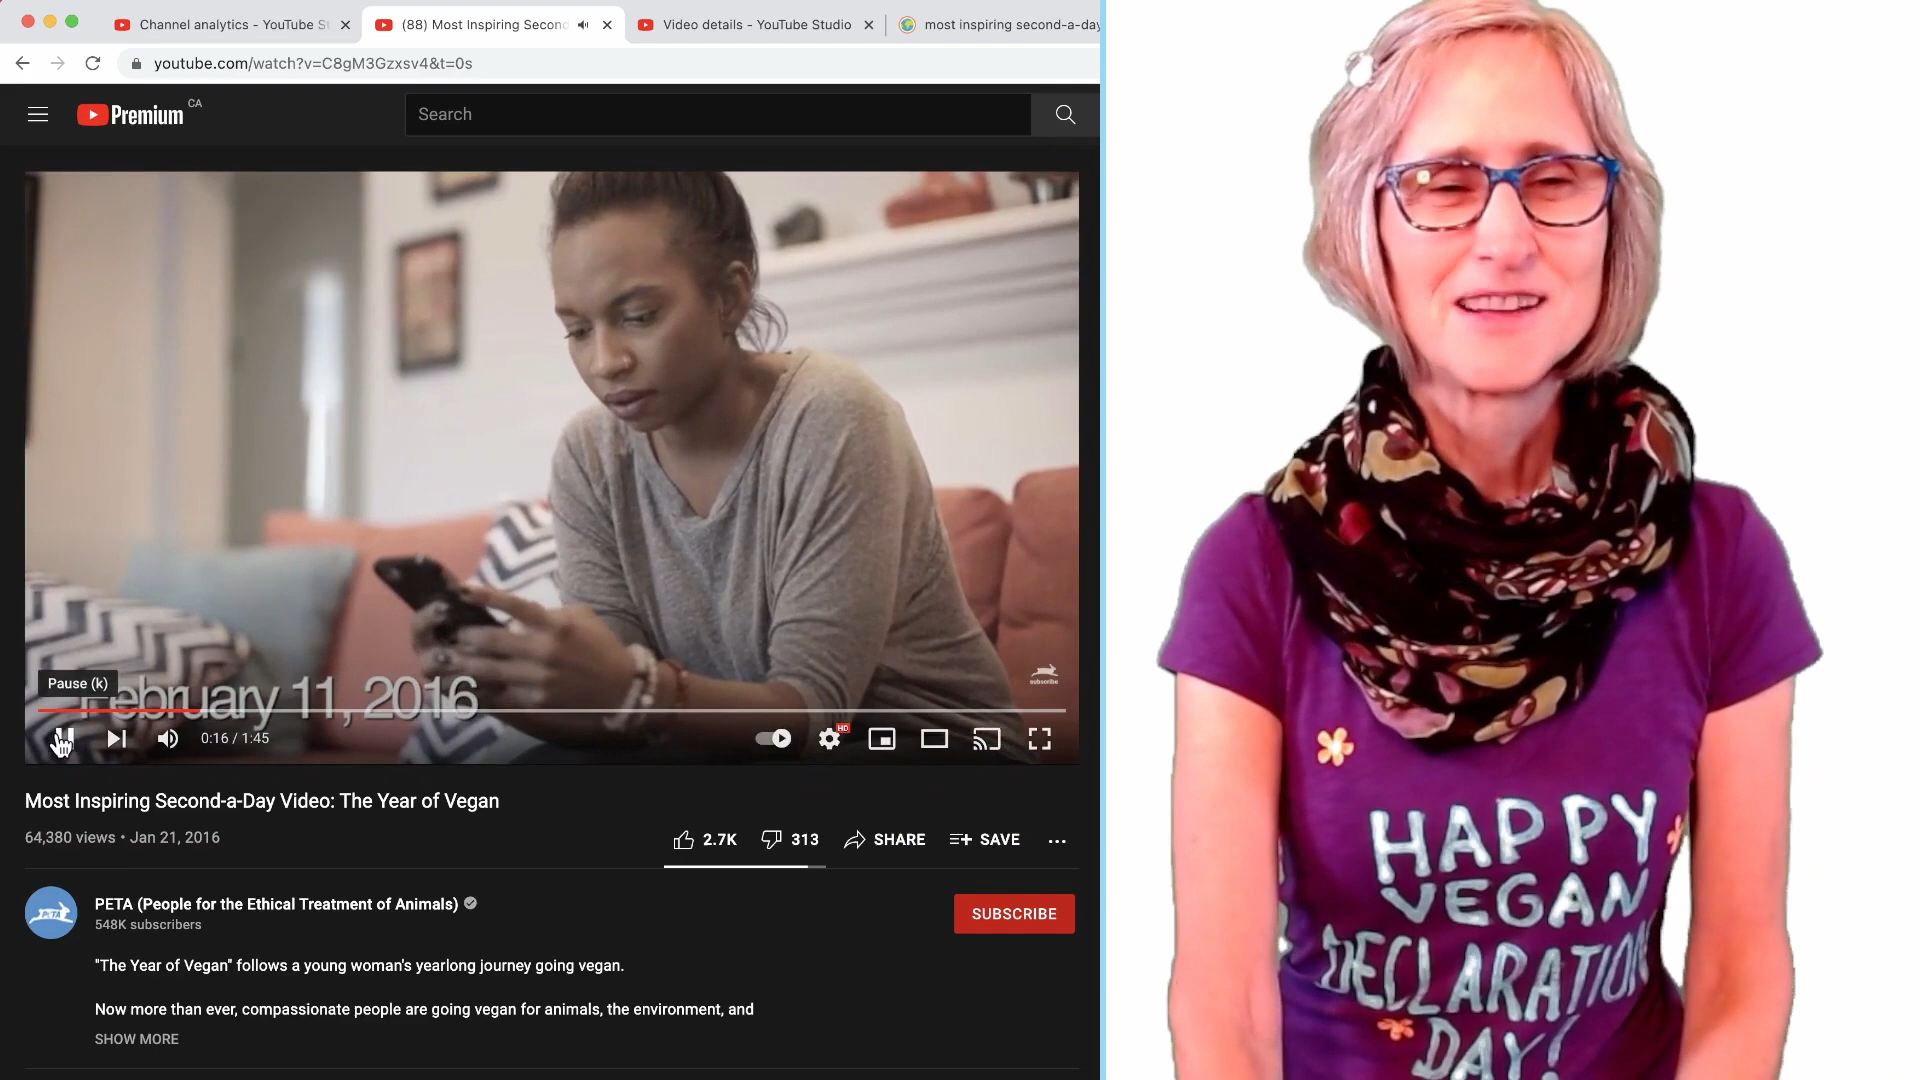 Channel analytics - YouTube St
(88) Most Inspiring Second
Video details - YouTube Studio
most inspiring second-a-day
youtube.com/watch?v=C8gM3Gzxsv4&t=0s
Premium CA
Search
Pause (k)
February 11, 2016
subscribe
0:16 / 1:45
HD
Most Inspiring Second-a-Day Video: The Year of Vegan
64,380 views • Jan 21, 2016
2.7K 313 SHARE SAVE
PETA
PETA (People for the Ethical Treatment of Animals)
548K subscribers
SUBSCRIBE
"The Year of Vegan" follows a young woman's yearlong journey going vegan.
Now more than ever, compassionate people are going vegan for animals, the environment, and
SHOW MORE
HAPPY
VEGAN
DECLARATION
DAY!